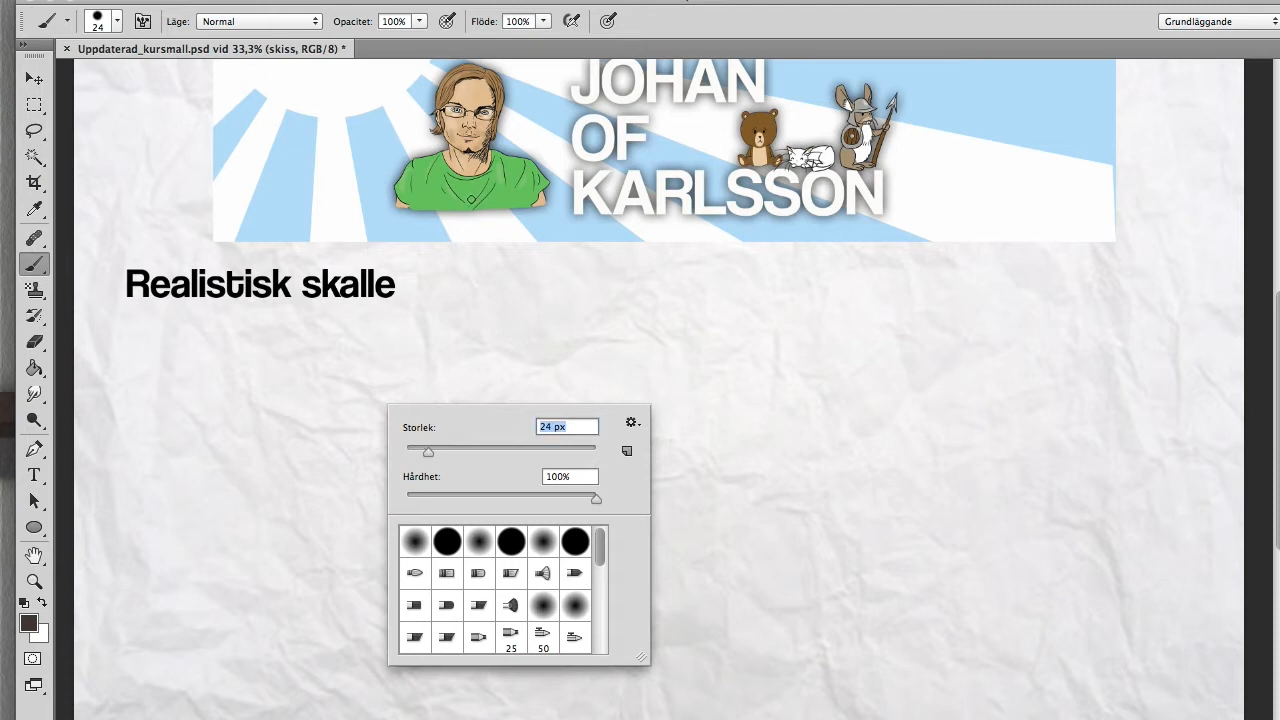 24
Läge:
Normal
Opacitet:
100%
Flöde:
100%
Grundläggande
Uppdaterad_kursmall.psd vid 33,3% (skiss, RGB/8) *
JOHAN
OF
KARLSSON
Realistisk skalle
Storlek:
24 px
Hårdhet:
100%
25
50